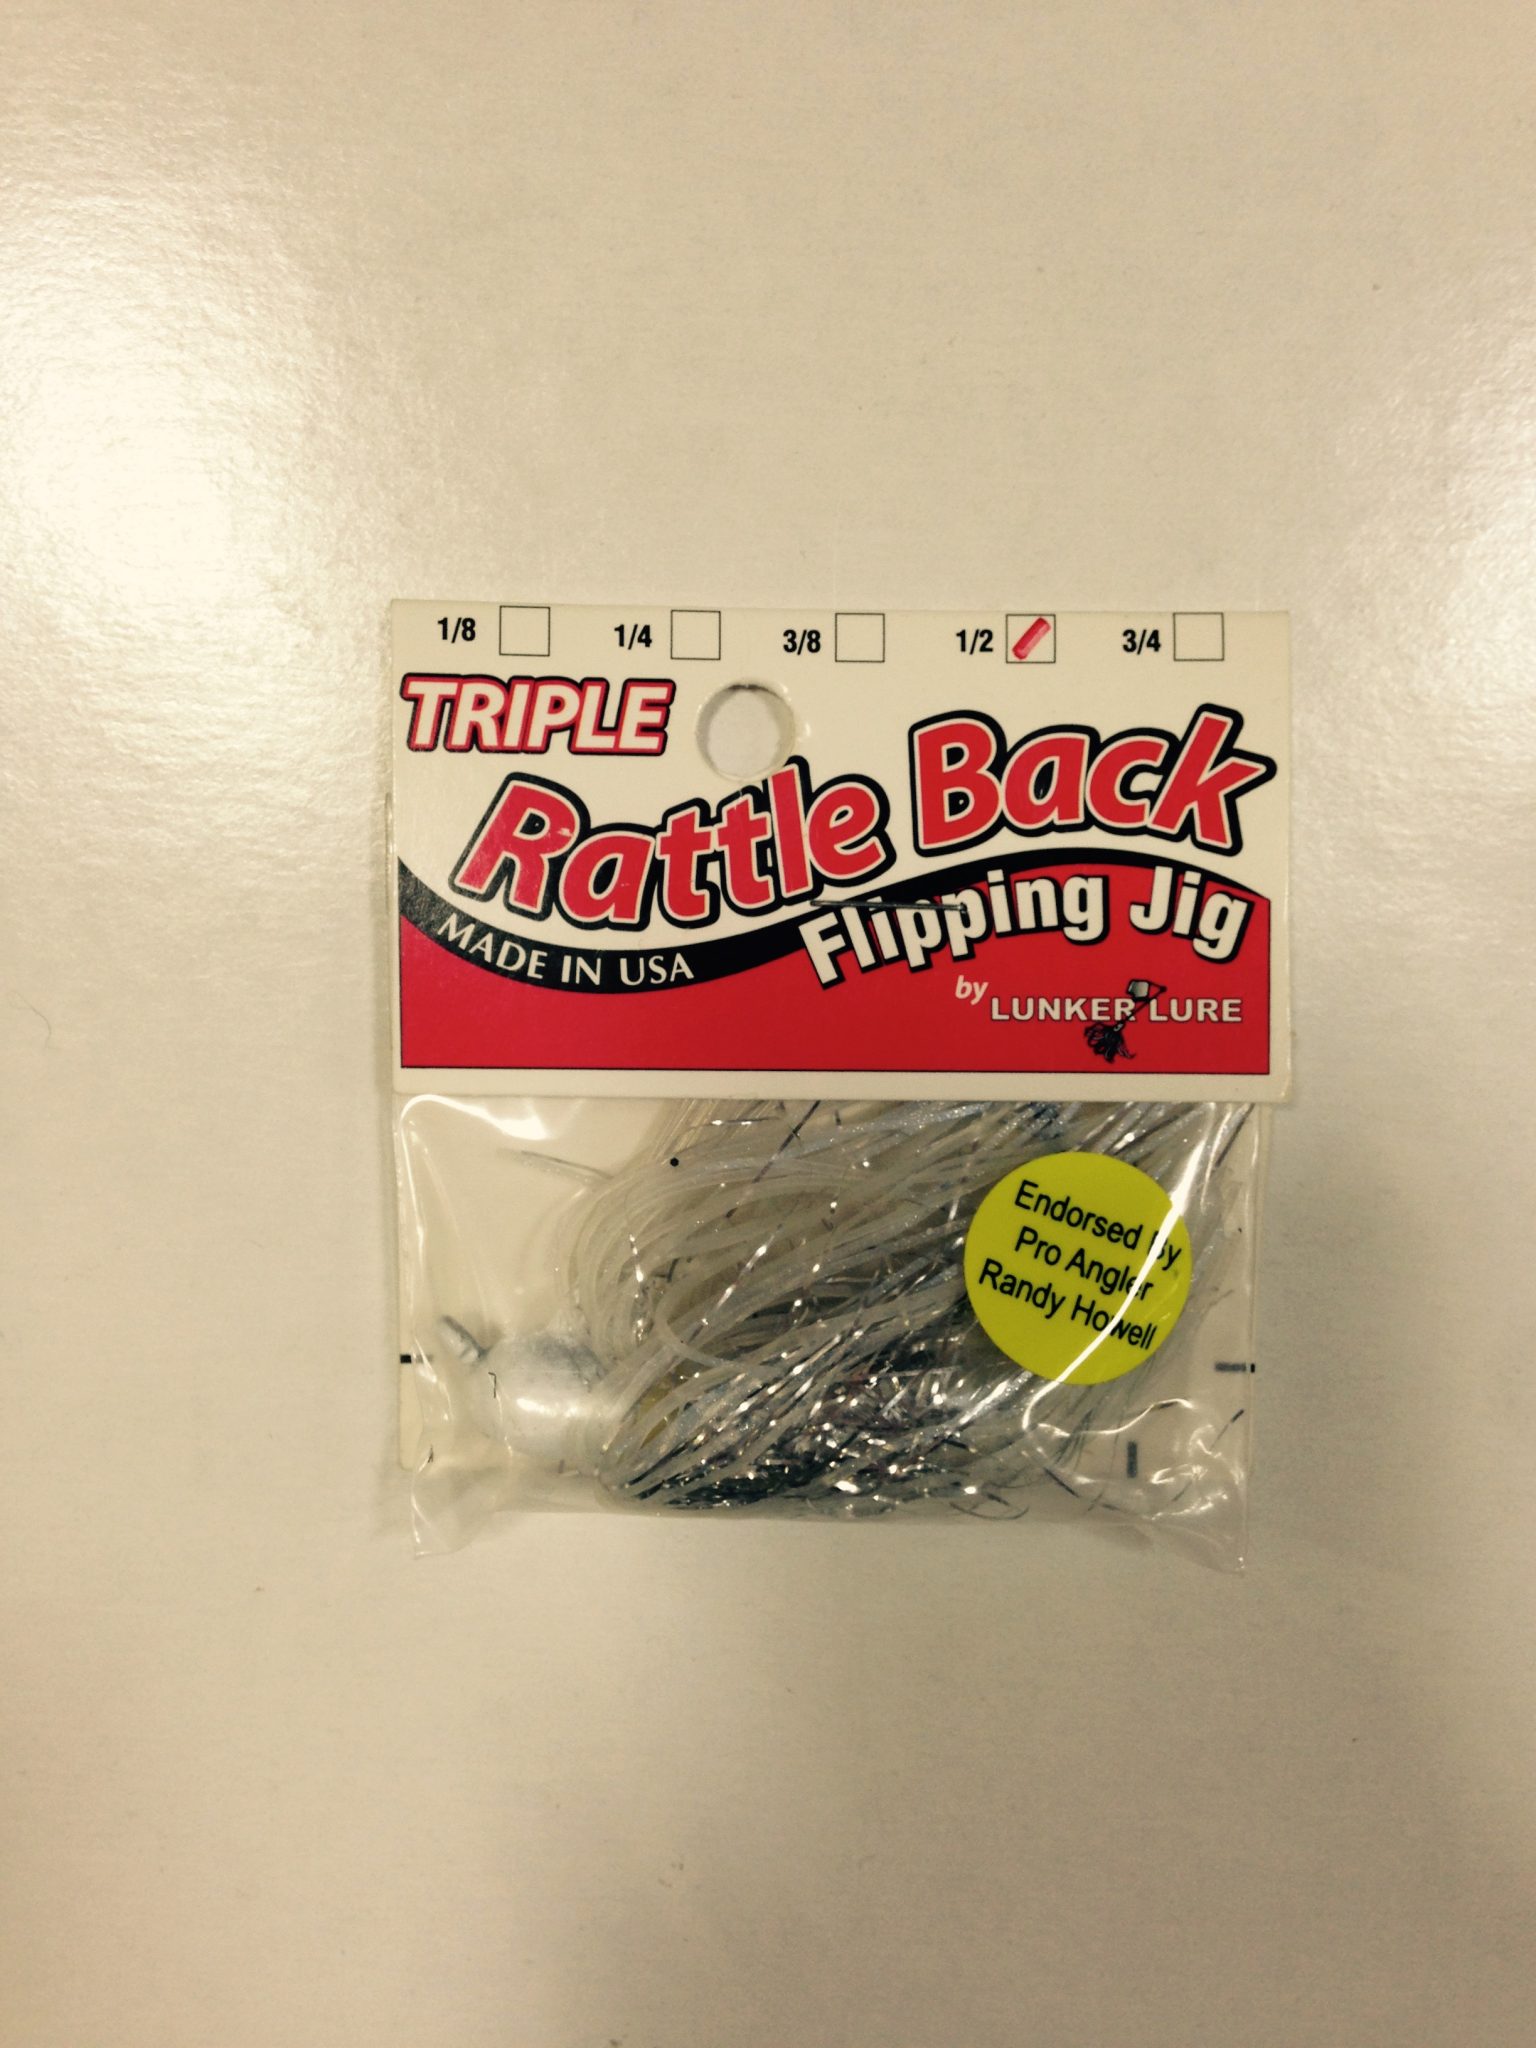 1/8 1/4 3/8 1/2 3/4
TRIPLE
Rattle Back
MADE IN USA
Flipping Jig
by LUNKER LURE
Endorsed By
Pro Angler
Randy Howell